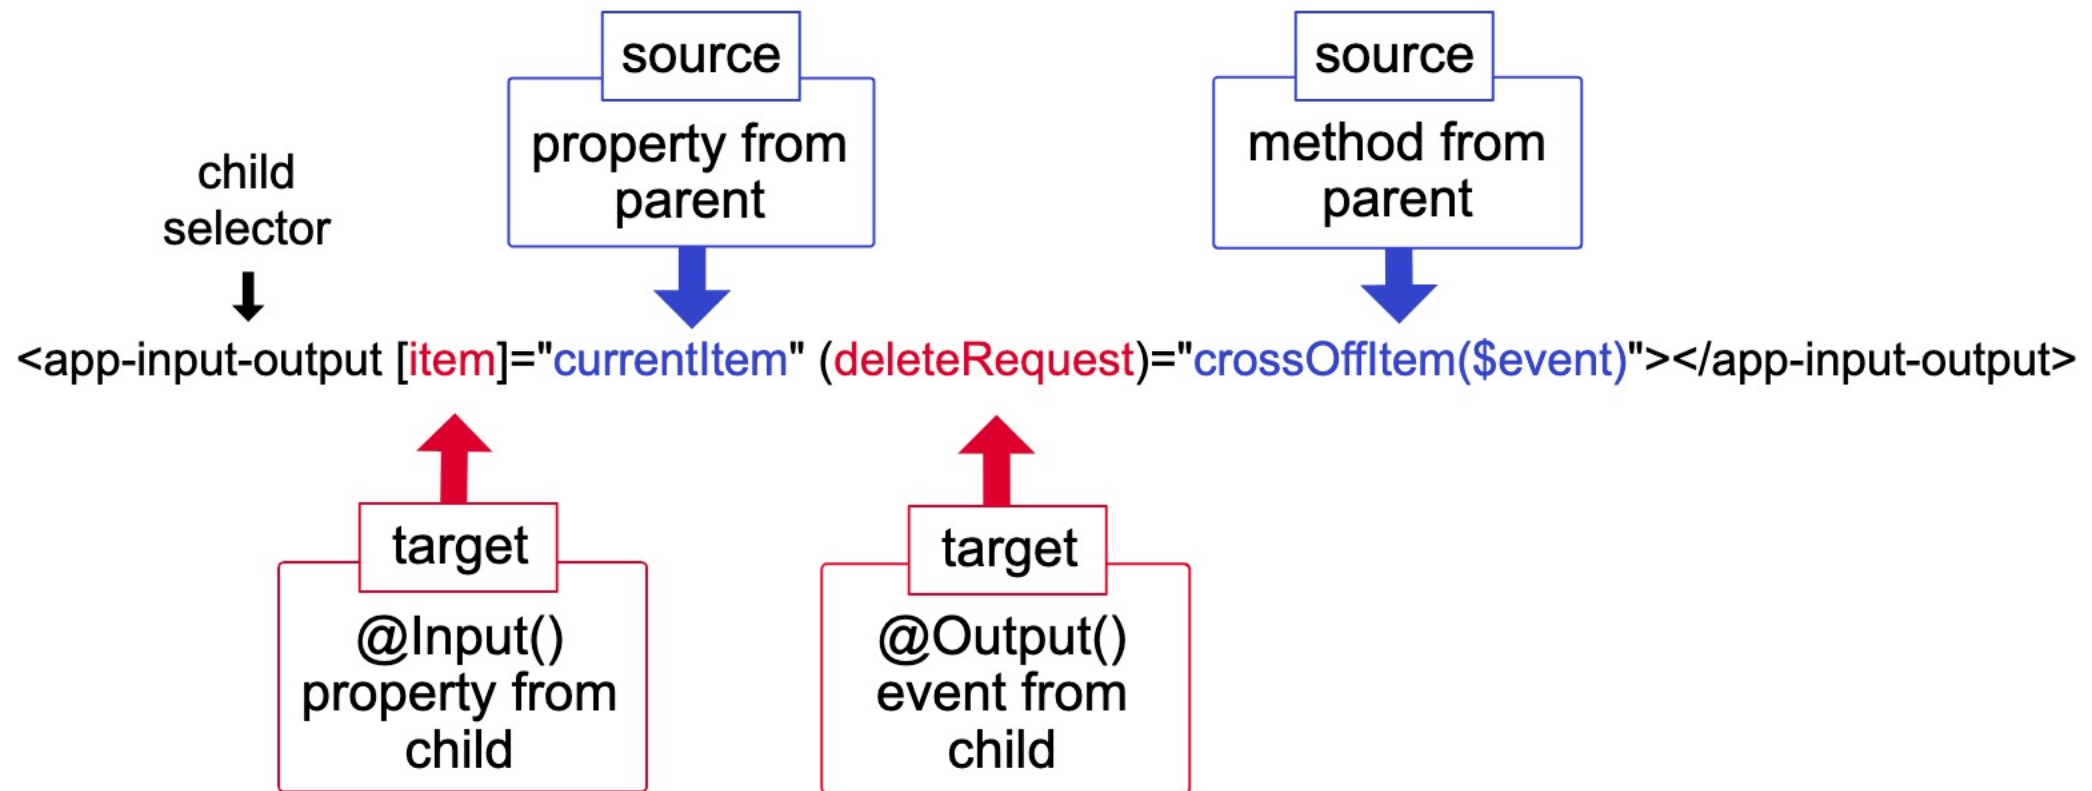 source
property from
parent
source
method from
parent
child
selector
<app-input-output [item]="currentItem" (deleteRequest)="crossOffItem($event)"></app-input-output>
target
@Input()
property from
child
target
@Output()
event from
child